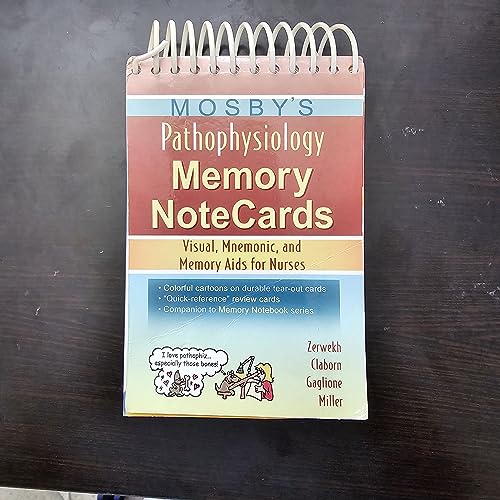 MOSBY'S
Pathophysiology
Memory
NoteCards
Visual, Mnemonic, and
Memory Aids for Nurses
• Colorful cartoons on durable tear-out cards
• "Quick-reference" review cards
• Companion to Memory Notebook series
I love pathophiz...
especially those bones!
Zerwekh
Claborn
Gaglione
Miller